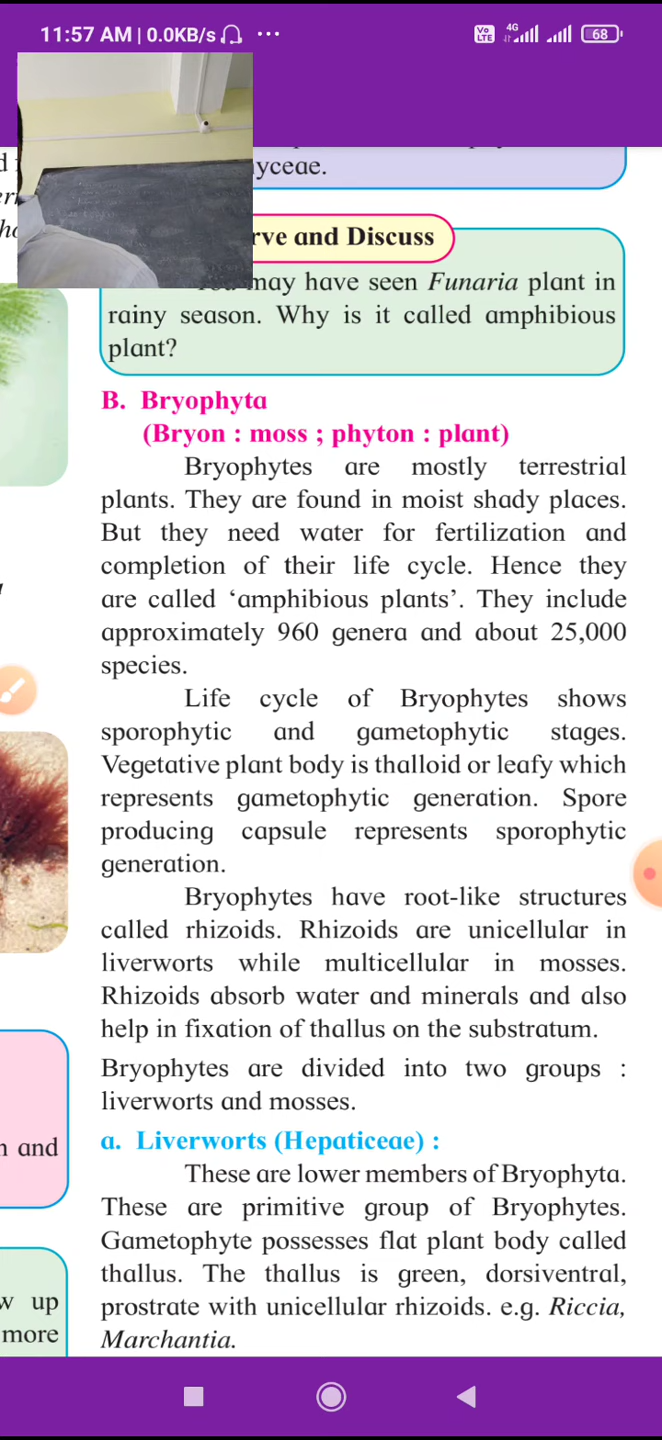 11:57 AM | 0.0KB/s
Vo
LTE
4G
68
yceae.
rve and Discuss
may have seen Funaria plant in
rainy season. Why is it called amphibious
plant?
B. Bryophyta
(Bryon : moss ; phyton : plant)
Bryophytes are mostly terrestrial
plants. They are found in moist shady places.
But they need water for fertilization and
completion of their life cycle. Hence they
are called ‘amphibious plants’. They include
approximately 960 genera and about 25,000
species.
Life cycle of Bryophytes shows
sporophytic and gametophytic stages.
Vegetative plant body is thalloid or leafy which
represents gametophytic generation. Spore
producing capsule represents sporophytic
generation.
Bryophytes have root-like structures
called rhizoids. Rhizoids are unicellular in
liverworts while multicellular in mosses.
Rhizoids absorb water and minerals and also
help in fixation of thallus on the substratum.
Bryophytes are divided into two groups :
liverworts and mosses.
a. Liverworts (Hepaticeae) :
These are lower members of Bryophyta.
These are primitive group of Bryophytes.
Gametophyte possesses flat plant body called
thallus. The thallus is green, dorsiventral,
prostrate with unicellular rhizoids. e.g. Riccia,
Marchantia.
and
up
more